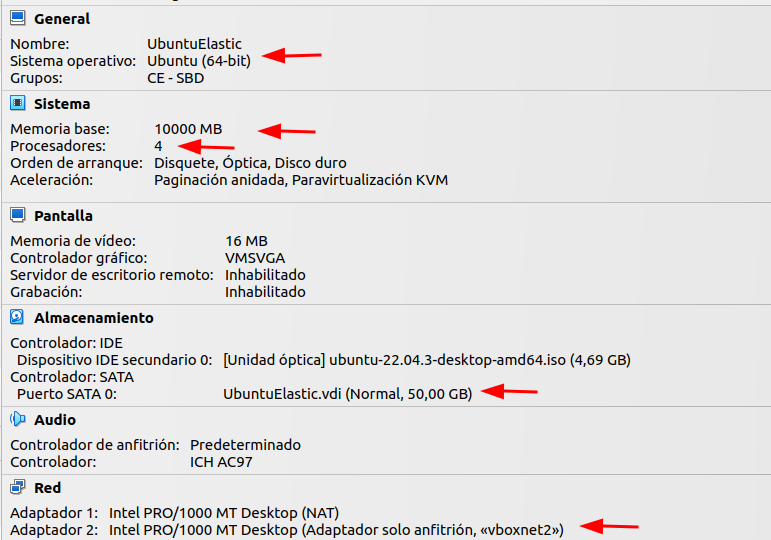 General
Nombre: UbuntuElastic
Sistema operativo: Ubuntu (64-bit)
Grupos: CE - SBD
Sistema
Memoria base: 10000 MB
Procesadores: 4
Orden de arranque: Disquete, Óptica, Disco duro
Aceleración: Paginación anidada, Paravirtualización KVM
Pantalla
Memoria de vídeo: 16 MB
Controlador gráfico: VMSVGA
Servidor de escritorio remoto: Inhabilitado
Grabación: Inhabilitado
Almacenamiento
Controlador: IDE
Dispositivo IDE secundario 0: [Unidad óptica] ubuntu-22.04.3-desktop-amd64.iso (4,69 GB)
Controlador: SATA
Puerto SATA 0: UbuntuElastic.vdi (Normal, 50,00 GB)
Audio
Controlador de anfitrión: Predeterminado
Controlador: ICH AC97
Red
Adaptador 1: Intel PRO/1000 MT Desktop (NAT)
Adaptador 2: Intel PRO/1000 MT Desktop (Adaptador solo anfitrión, «vboxnet2»)